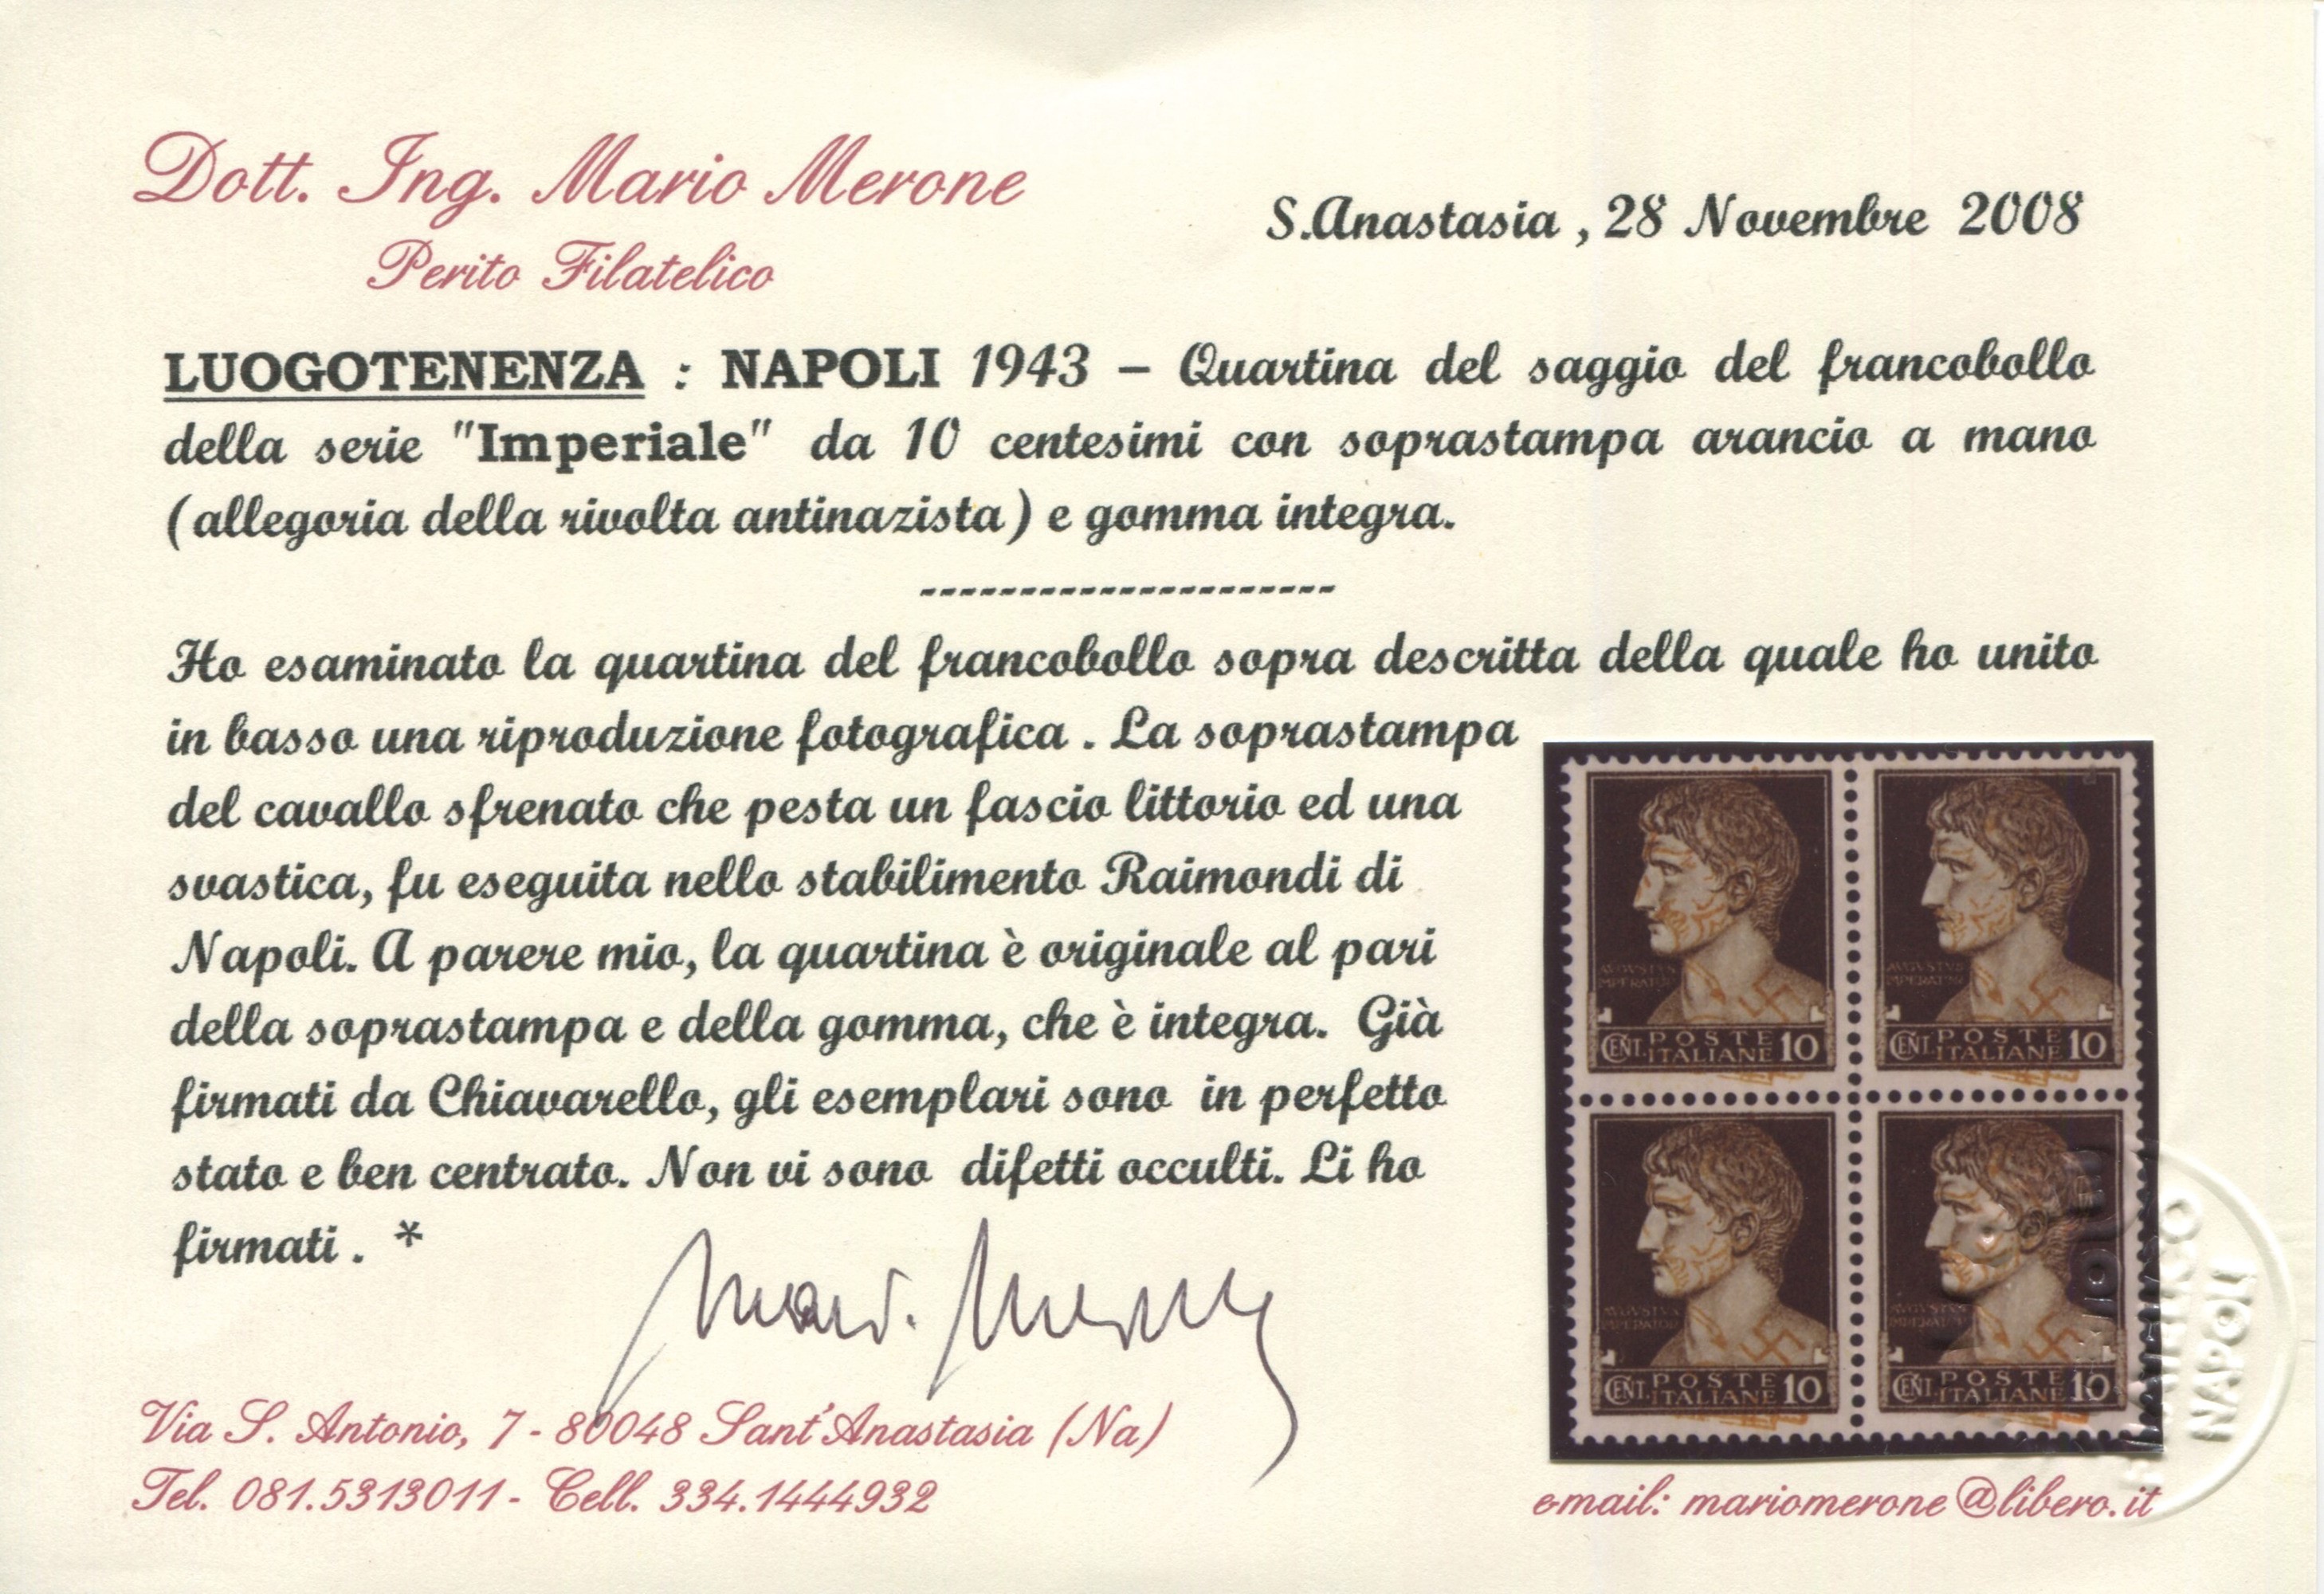 Dott. Ing. Mario Merone
Perito Filatelico
S.Anastasia , 28 Novembre 2008
LUOGOTENENZA : NAPOLI 1943 – Quartina del saggio del francobollo
della serie "Imperiale" da 10 centesimi con soprastampa arancio a mano
(allegoria della rivolta antinazista) e gomma integra.
----------------------
Ho esaminato la quartina del francobollo sopra descritta della quale ho unito
in basso una riproduzione fotografica . La soprastampa
del cavallo sfrenato che pesta un fascio littorio ed una
svastica, fu eseguita nello stabilimento Raimondi di
Napoli. A parere mio, la quartina è originale al pari
della soprastampa e della gomma, che è integra. Già
firmati da Chiavarello, gli esemplari sono in perfetto
stato e ben centrato. Non vi sono difetti occulti. Li ho
firmati . *
Mario Merone
AVGVSTVS
IMPERATOR
CENT. POSTE ITALIANE 10
AVGVSTVS
IMPERATOR
CENT. POSTE ITALIANE 10
AVGVSTVS
IMPERATOR
CENT. POSTE ITALIANE 10
AVGVSTVS
IMPERATOR
CENT. POSTE ITALIANE 10
NAPOLI
Via S. Antonio, 7 - 80048 Sant'Anastasia (Na)
Tel. 081.5313011 - Cell. 334.1444932
e-mail: mariomerone@libero.it